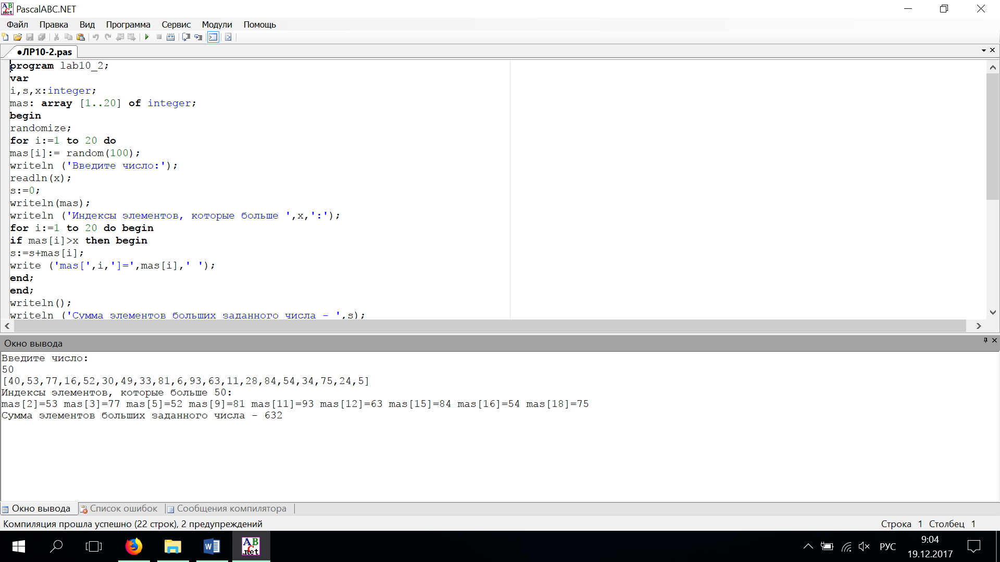 PascalABC.NET
Файл Правка Вид Программа Сервис Модули Помощь
●ЛР10-2.pas
program lab10_2;
var
i,s,x:integer;
mas: array [1..20] of integer;
begin
randomize;
for i:=1 to 20 do
mas[i]:= random(100);
writeln ('Введите число:');
readln(x);
s:=0;
writeln(mas);
writeln ('Индексы элементов, которые больше ',x,':');
for i:=1 to 20 do begin
if mas[i]>x then begin
s:=s+mas[i];
write ('mas[',i,']=',mas[i],' ');
end;
end;
writeln();
writeln ('Сумма элементов больших заданного числа - ',s);
Окно вывода
Введите число:
50
[40,53,77,16,52,30,49,33,81,6,93,63,11,28,84,54,34,75,24,5]
Индексы элементов, которые больше 50:
mas[2]=53 mas[3]=77 mas[5]=52 mas[9]=81 mas[11]=93 mas[12]=63 mas[15]=84 mas[16]=54 mas[18]=75
Сумма элементов больших заданного числа - 632
Окно вывода Список ошибок Сообщения компилятора
Компиляция прошла успешно (22 строк), 2 предупреждений Строка 1 Столбец 1
РУС 9:04
19.12.2017